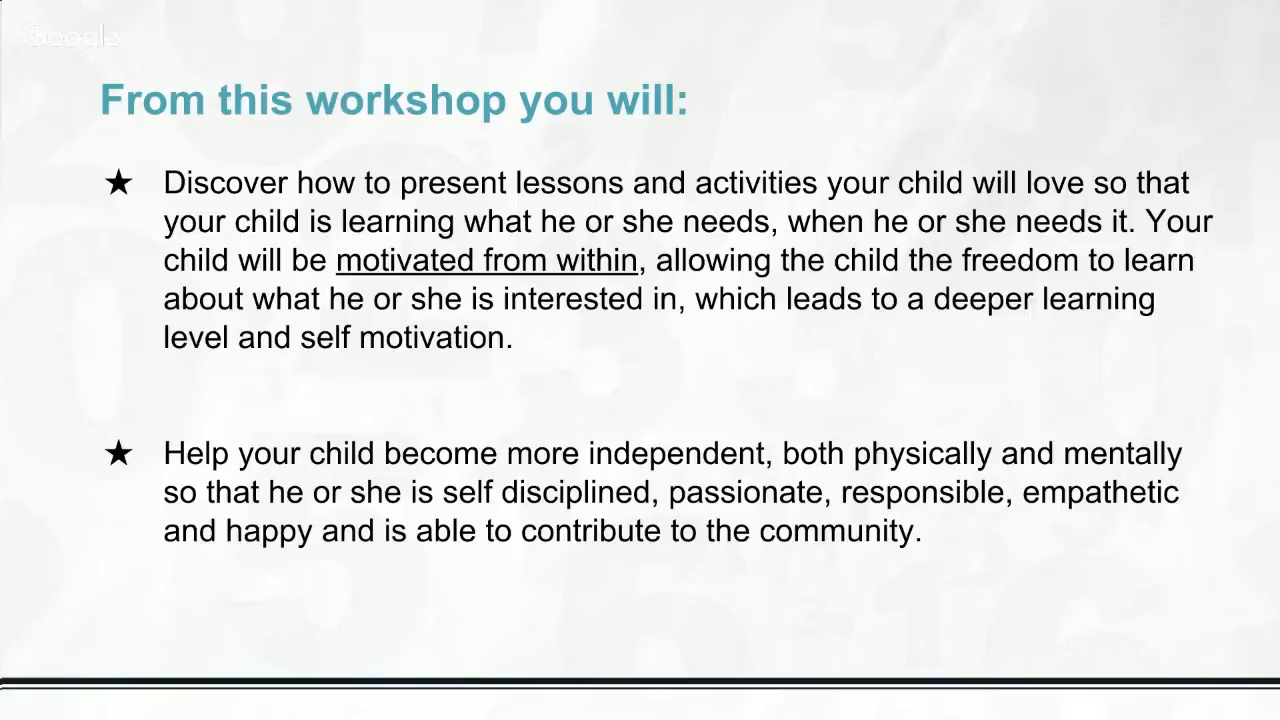 Google
From this workshop you will:
★ Discover how to present lessons and activities your child will love so that
your child is learning what he or she needs, when he or she needs it. Your
child will be motivated from within, allowing the child the freedom to learn
about what he or she is interested in, which leads to a deeper learning
level and self motivation.
★ Help your child become more independent, both physically and mentally
so that he or she is self disciplined, passionate, responsible, empathetic
and happy and is able to contribute to the community.